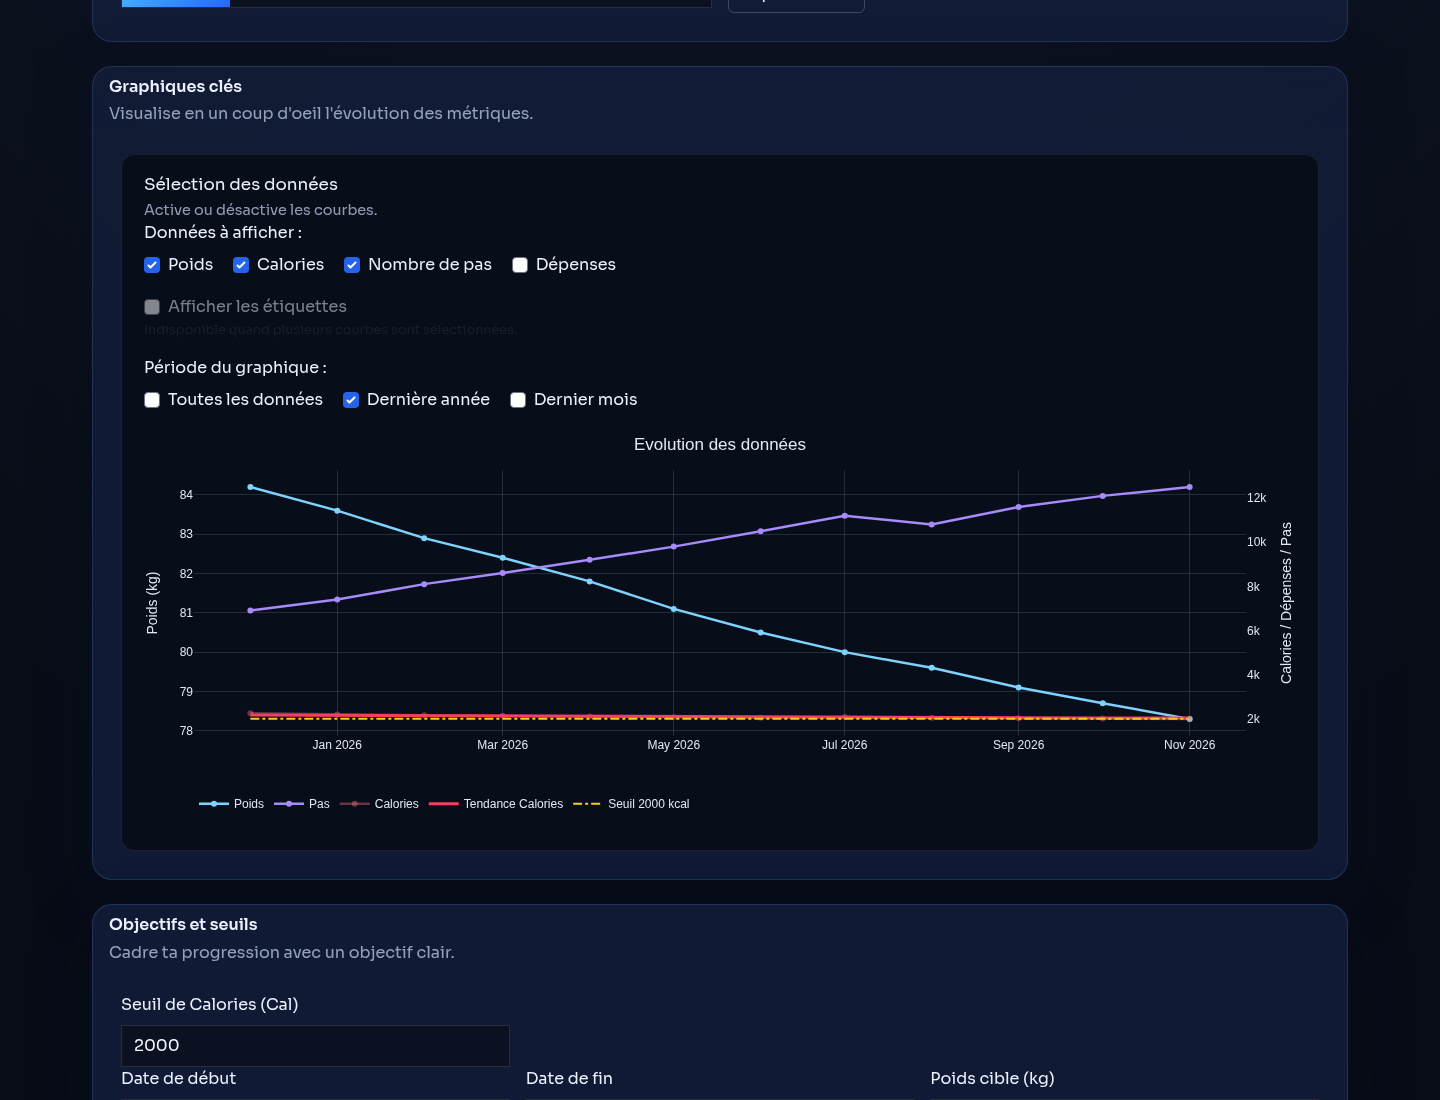 Graphiques clés
Visualise en un coup d'oeil l'évolution des métriques.
Sélection des données
Active ou désactive les courbes.
Données à afficher :
Poids Calories Nombre de pas Dépenses
Afficher les étiquettes
Indisponible quand plusieurs courbes sont sélectionnées.
Période du graphique :
Toutes les données Dernière année Dernier mois
Evolution des données
84
83
82
81
80
79
78
Poids (kg)
12k
10k
8k
6k
4k
2k
Calories / Dépenses / Pas
Jan 2026 Mar 2026 May 2026 Jul 2026 Sep 2026 Nov 2026
Poids Pas Calories Tendance Calories Seuil 2000 kcal
Objectifs et seuils
Cadre ta progression avec un objectif clair.
Seuil de Calories (Cal)
2000
Date de début Date de fin Poids cible (kg)